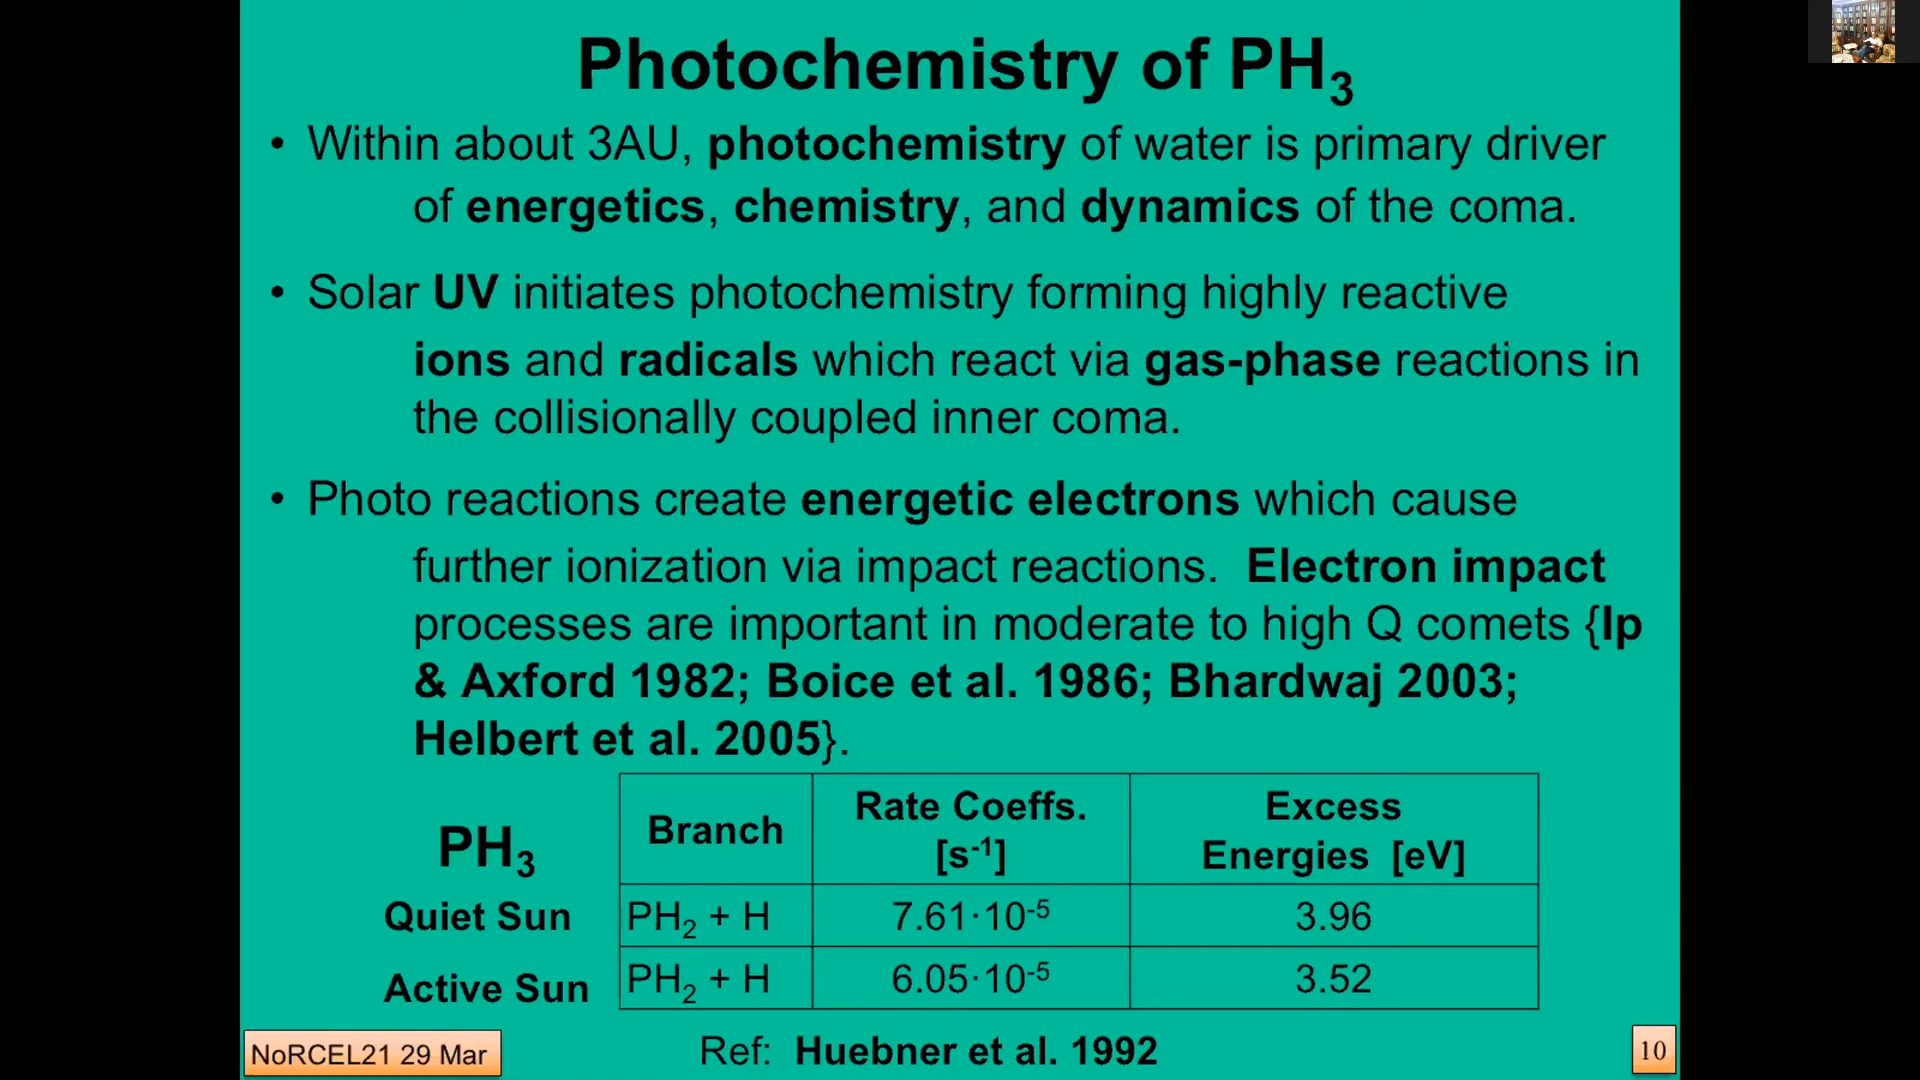 Photochemistry of PH₃
• Within about 3AU, photochemistry of water is primary driver
of energetics, chemistry, and dynamics of the coma.
• Solar UV initiates photochemistry forming highly reactive
ions and radicals which react via gas-phase reactions in
the collisionally coupled inner coma.
• Photo reactions create energetic electrons which cause
further ionization via impact reactions. Electron impact
processes are important in moderate to high Q comets {Ip
& Axford 1982; Boice et al. 1986; Bhardwaj 2003;
Helbert et al. 2005}.
PH₃
Branch
Rate Coeffs.
[s⁻¹]
Excess
Energies [eV]
Quiet Sun PH₂ + H 7.61·10⁻⁵ 3.96
Active Sun PH₂ + H 6.05·10⁻⁵ 3.52
NoRCEL21 29 Mar
Ref: Huebner et al. 1992
10